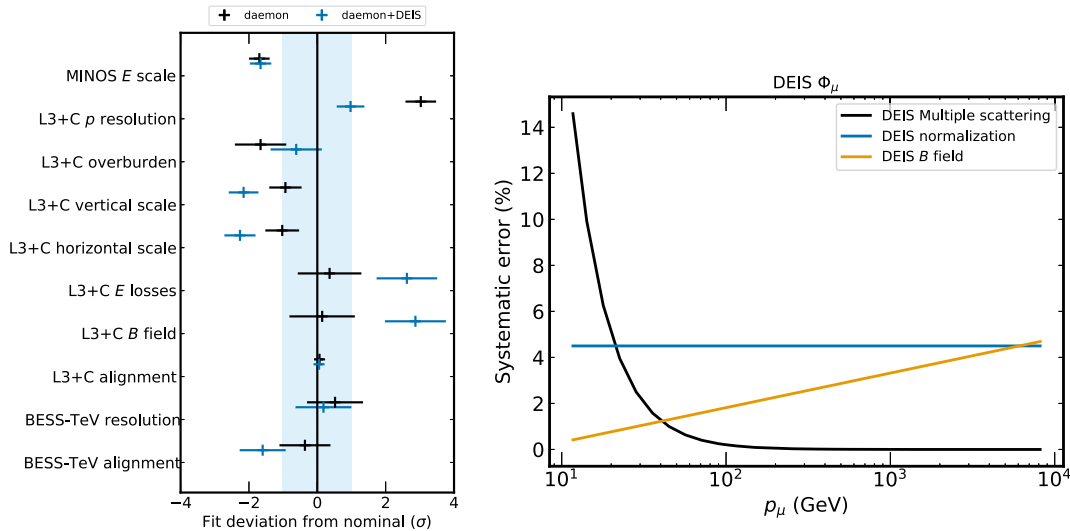 daemon daemon+DEIS
MINOS E scale
L3+C p resolution
L3+C overburden
L3+C vertical scale
L3+C horizontal scale
L3+C E losses
L3+C B field
L3+C alignment
BESS-TeV resolution
BESS-TeV alignment
−4 −2 0 2 4
Fit deviation from nominal (σ)
DEIS Φμ
DEIS Multiple scattering
DEIS normalization
DEIS B field
Systematic error (%)
14
12
10
8
6
4
2
0
10¹ 10² 10³ 10⁴
pμ (GeV)